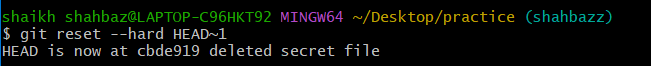 shaikh shahbaz@LAPTOP-C96HKT92 MINGW64 ~/Desktop/practice (shahbazz)
$ git reset --hard HEAD~1
HEAD is now at cbde919 deleted secret file